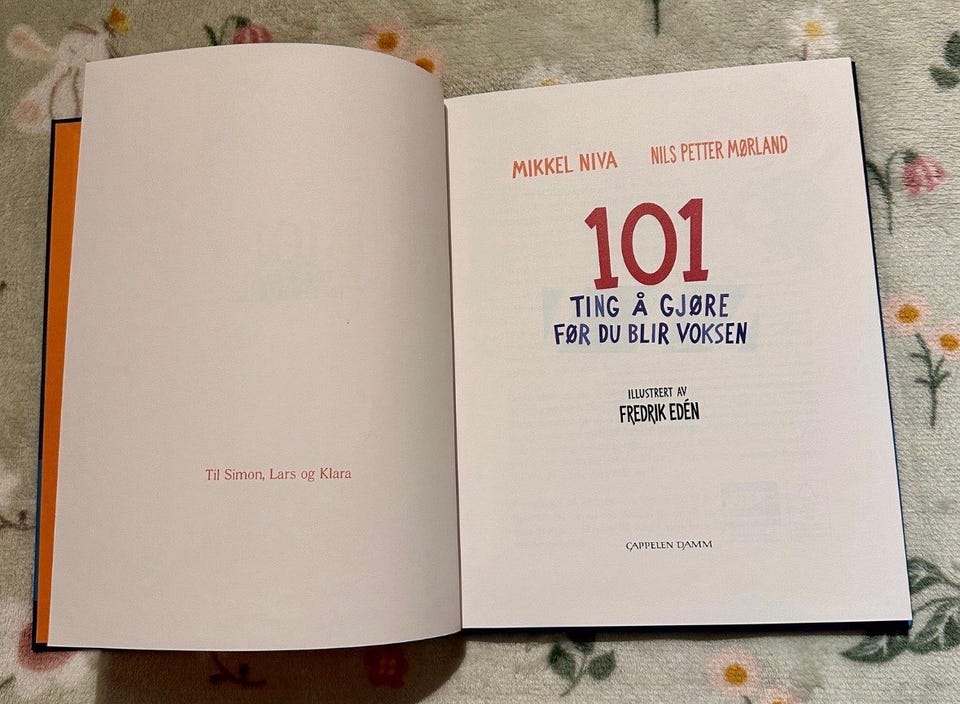 Til Simon, Lars og Klara
MIKKEL NIVA NILS PETTER MØRLAND
101
TING Å GJØRE
FØR DU BLIR VOKSEN
ILLUSTRERT AV
FREDRIK EDÉN
CAPPELEN DAMM